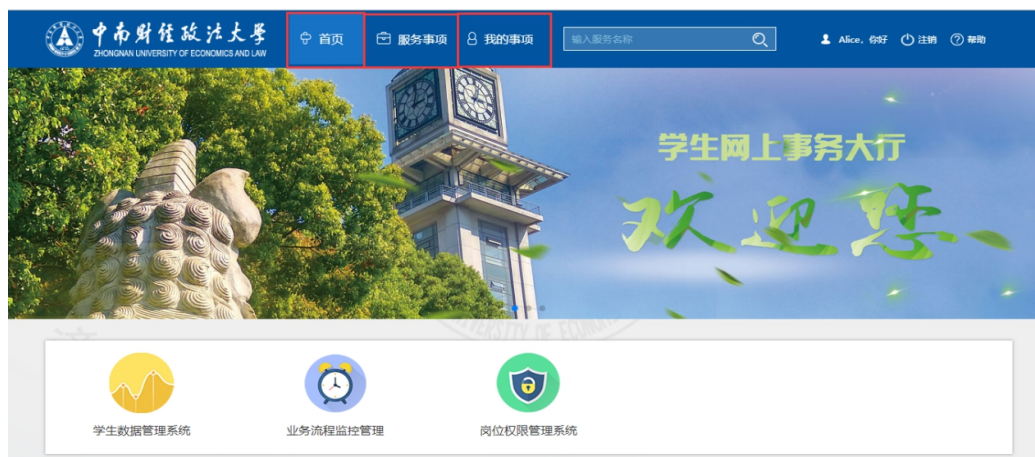 中南财经政法大学
ZHONGNAN UNIVERSITY OF ECONOMICS AND LAW
首页
服务事项
我的事项
输入服务名称
Alice,你好
注销
帮助
学生网上事务大厅
欢迎您
学生数据管理系统
业务流程监控管理
岗位权限管理系统